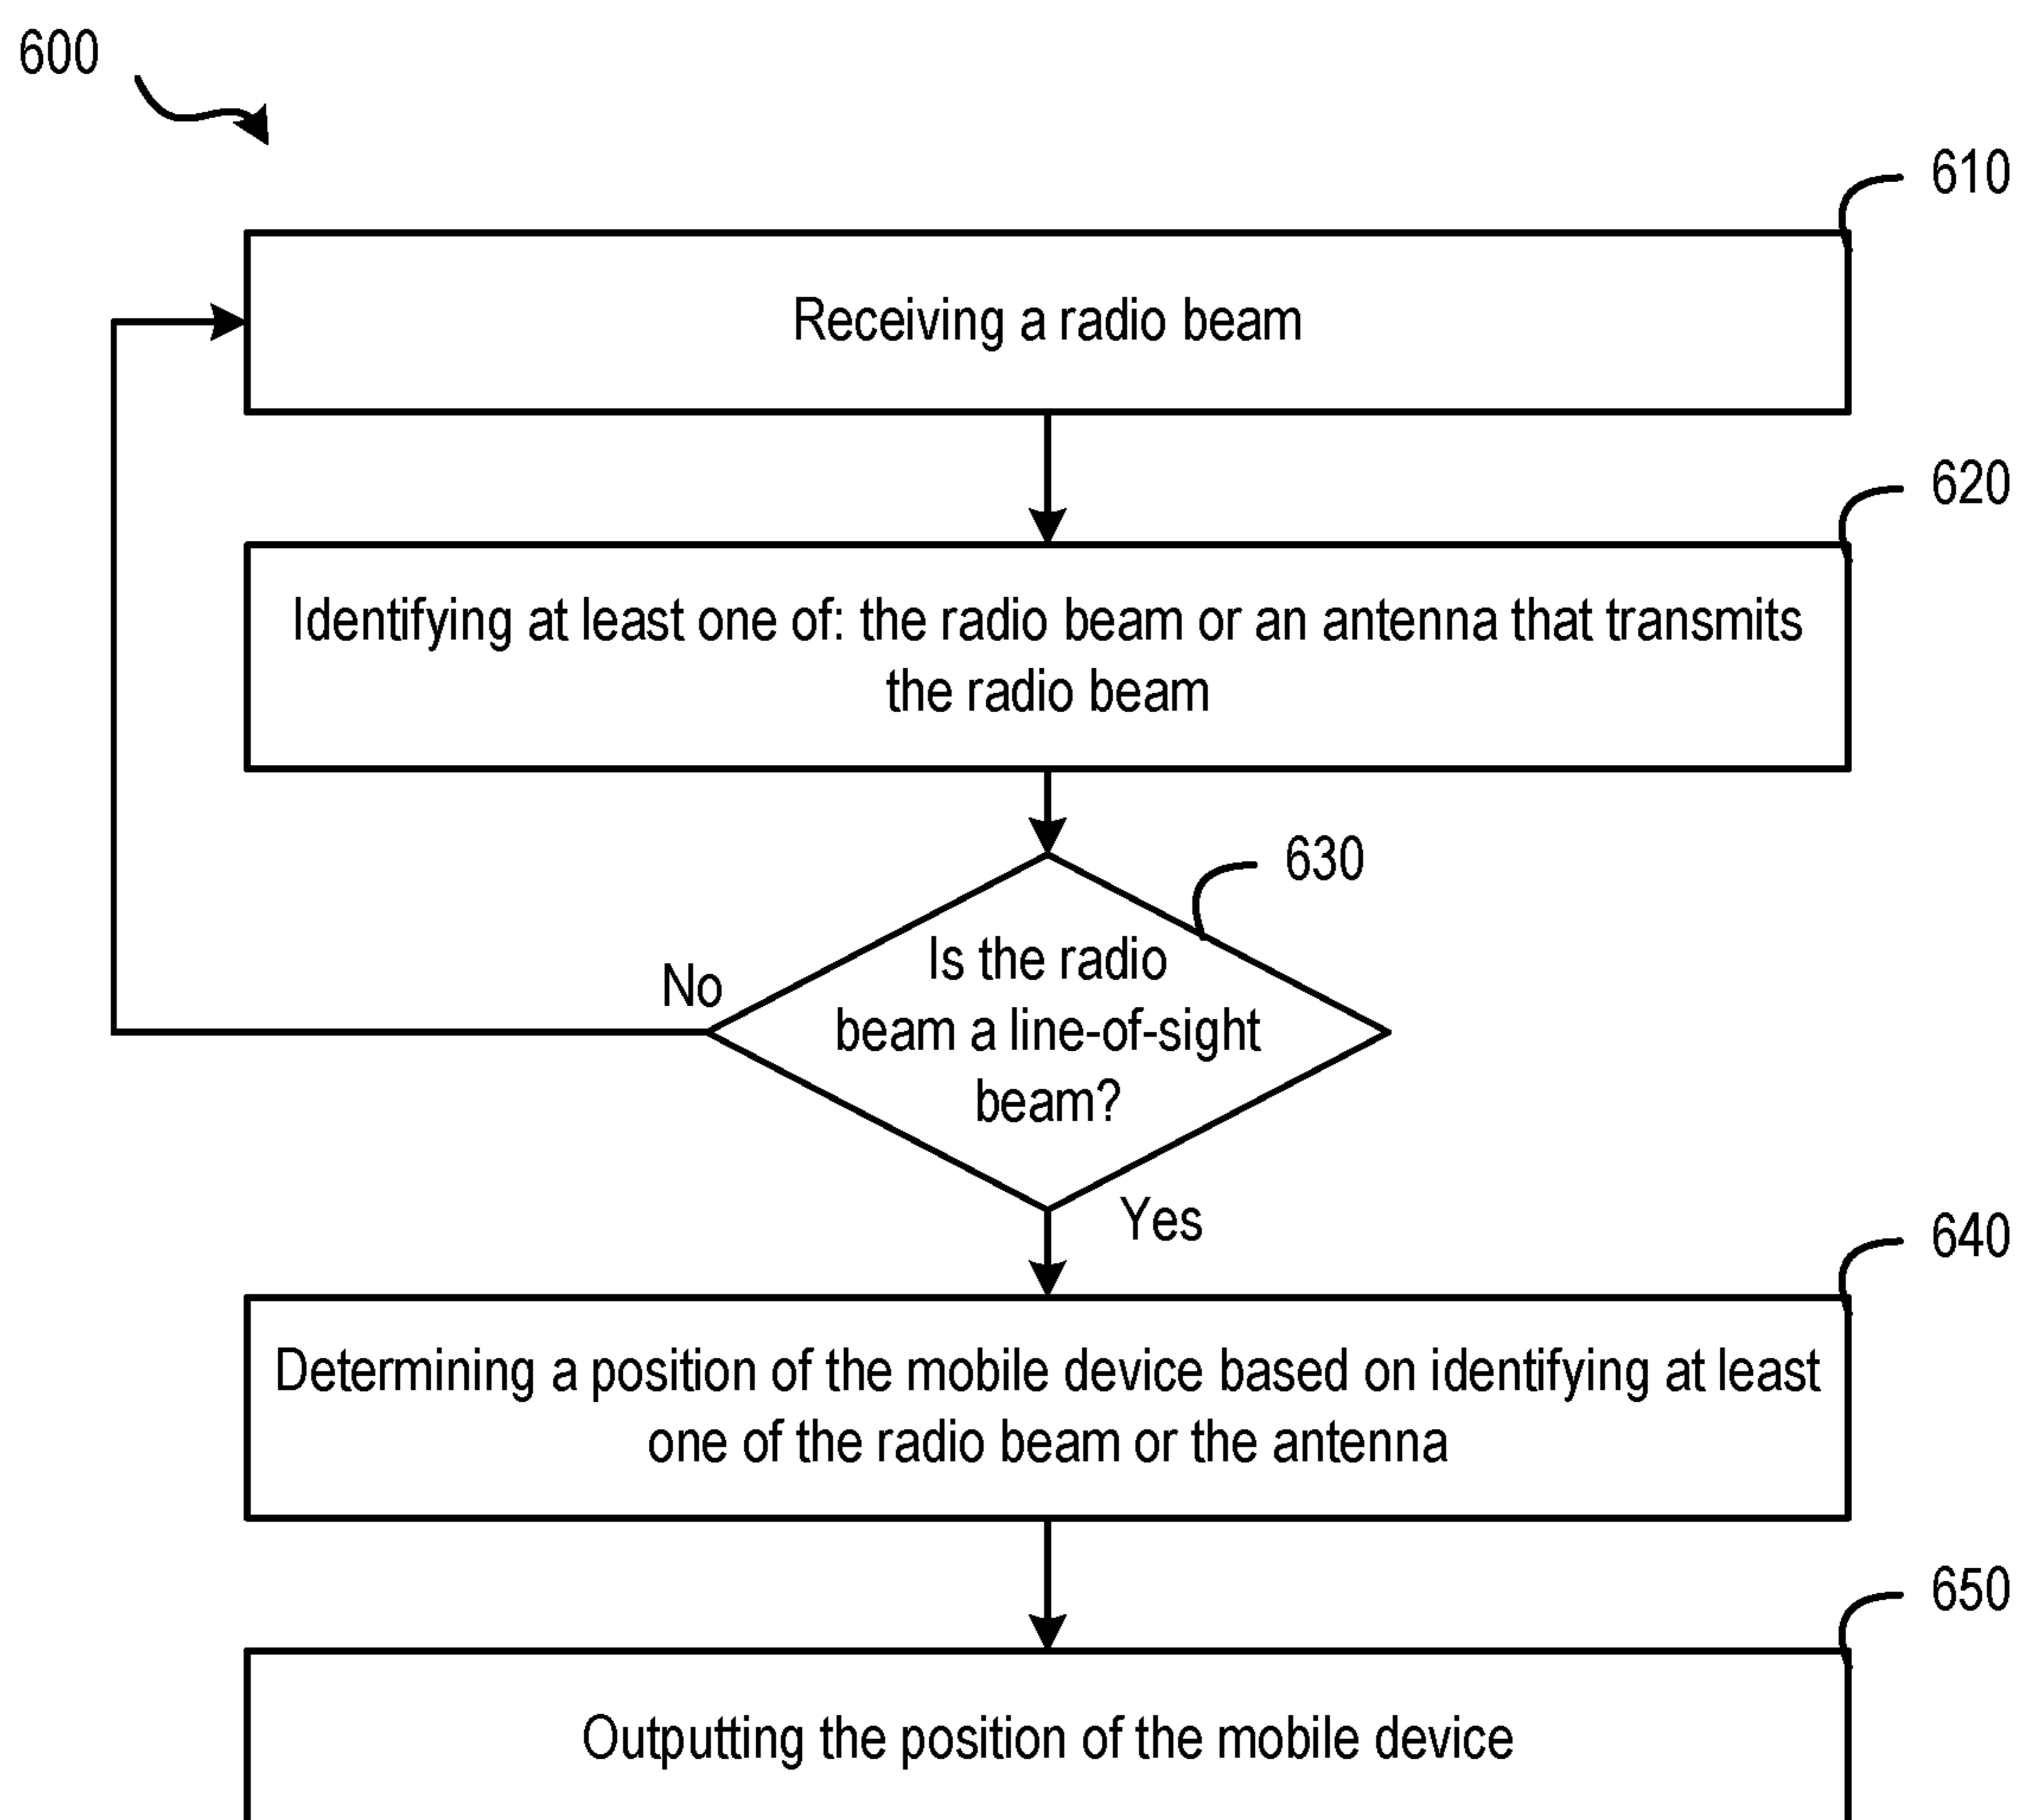 600
610
Receiving a radio beam
620
Identifying at least one of: the radio beam or an antenna that transmits
the radio beam
630
Is the radio
beam a line-of-sight
beam?
No
Yes
640
Determining a position of the mobile device based on identifying at least
one of the radio beam or the antenna
650
Outputting the position of the mobile device